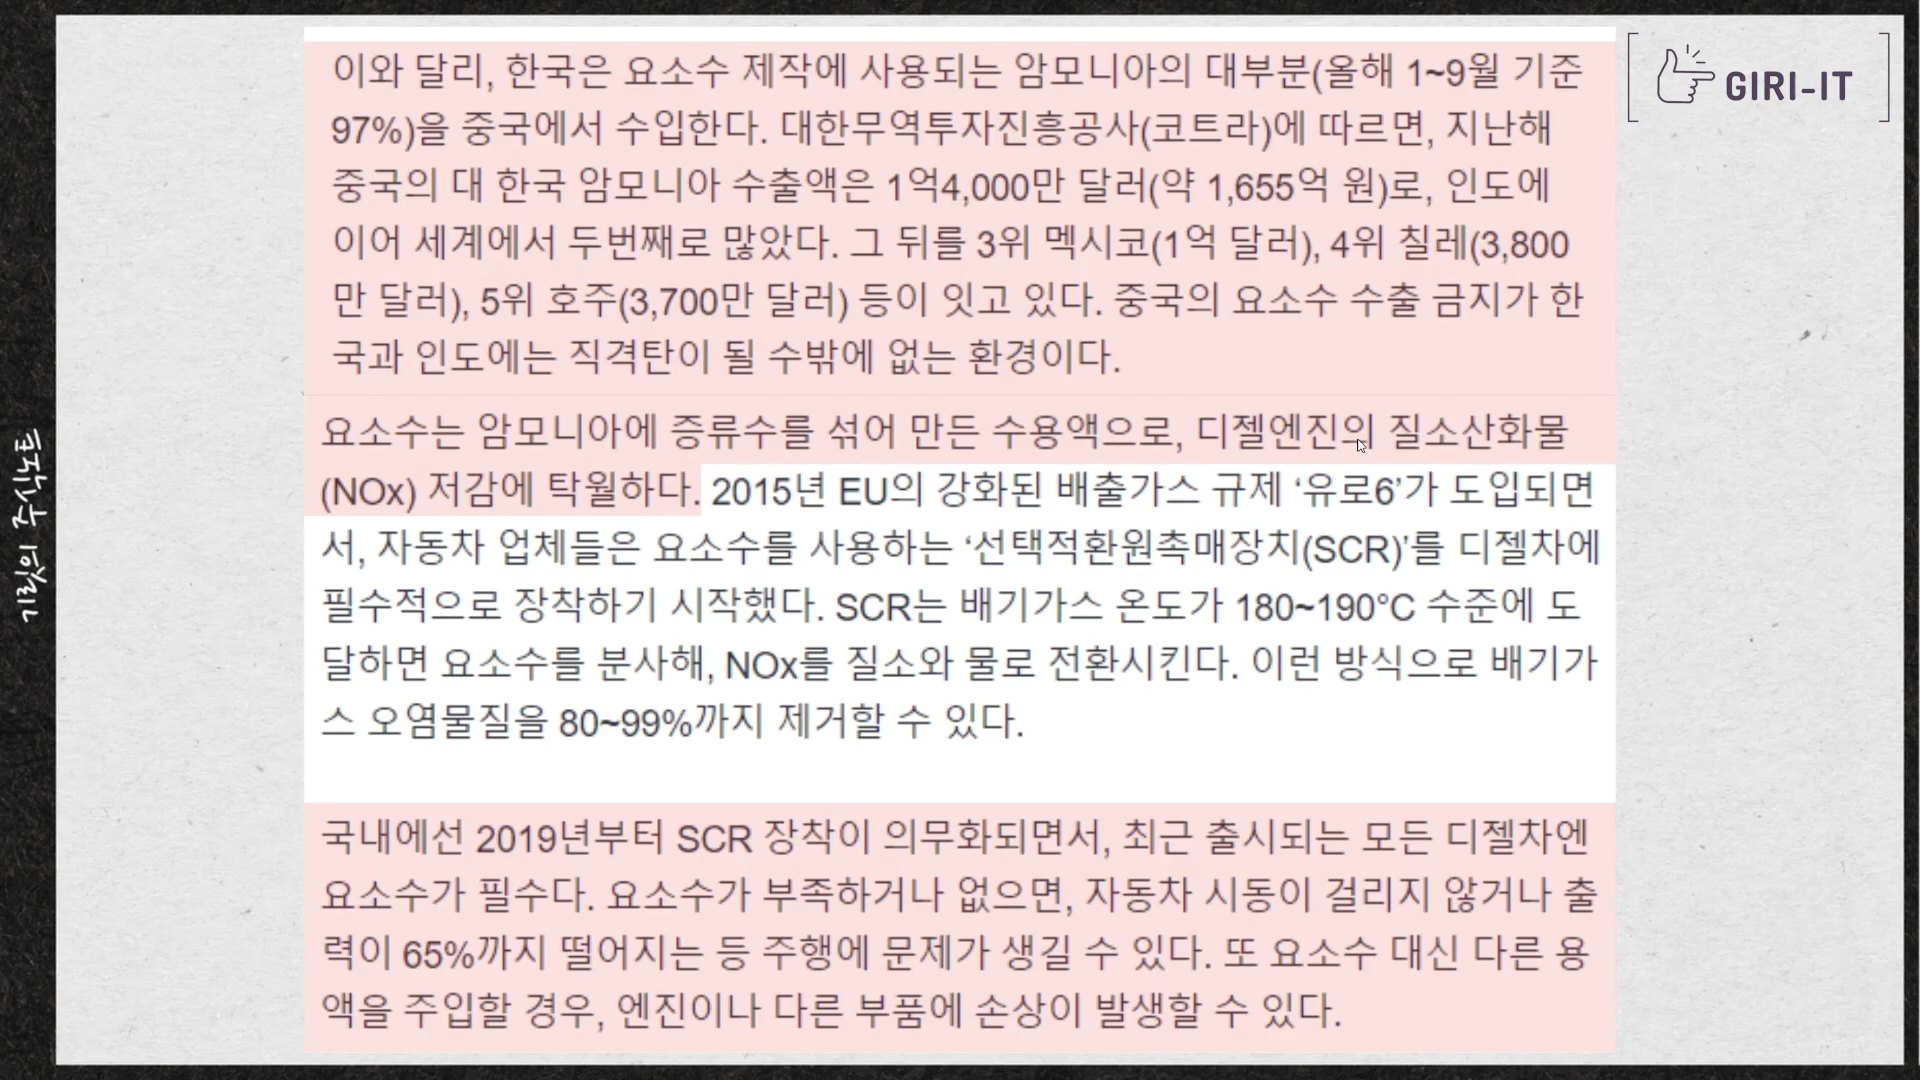 이와 달리, 한국은 요소수 제작에 사용되는 암모니아의 대부분(올해 1~9월 기준
97%)을 중국에서 수입한다. 대한무역투자진흥공사(코트라)에 따르면, 지난해
중국의 대 한국 암모니아 수출액은 1억4,000만 달러(약 1,655억 원)로, 인도에
이어 세계에서 두번째로 많았다. 그 뒤를 3위 멕시코(1억 달러), 4위 칠레(3,800
만 달러), 5위 호주(3,700만 달러) 등이 잇고 있다. 중국의 요소수 수출 금지가 한
국과 인도에는 직격탄이 될 수밖에 없는 환경이다.
요소수는 암모니아에 증류수를 섞어 만든 수용액으로, 디젤엔진의 질소산화물
(NOx) 저감에 탁월하다. 2015년 EU의 강화된 배출가스 규제 ‘유로6’가 도입되면
서, 자동차 업체들은 요소수를 사용하는 ‘선택적환원촉매장치(SCR)’를 디젤차에
필수적으로 장착하기 시작했다. SCR는 배기가스 온도가 180~190°C 수준에 도
달하면 요소수를 분사해, NOx를 질소와 물로 전환시킨다. 이런 방식으로 배기가
스 오염물질을 80~99%까지 제거할 수 있다.
국내에선 2019년부터 SCR 장착이 의무화되면서, 최근 출시되는 모든 디젤차엔
요소수가 필수다. 요소수가 부족하거나 없으면, 자동차 시동이 걸리지 않거나 출
력이 65%까지 떨어지는 등 주행에 문제가 생길 수 있다. 또 요소수 대신 다른 용
액을 주입할 경우, 엔진이나 다른 부품에 손상이 발생할 수 있다.
GIRI-IT
기릿의 주식노트